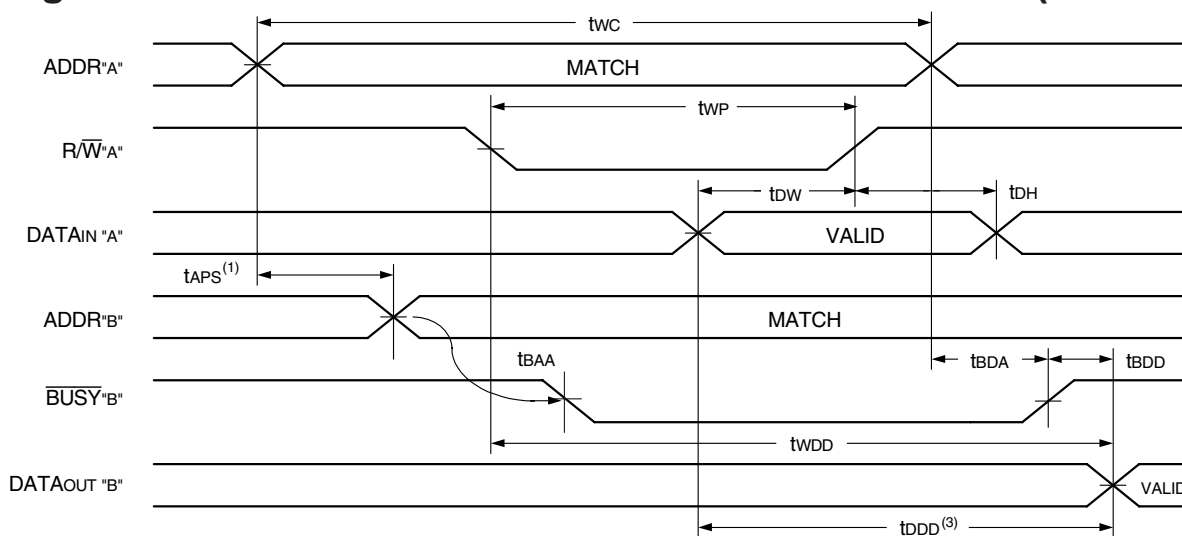 tWC
ADDR"A"
MATCH
tWP
R/W̅"A"
tDW
tDH
DATAIN "A"
VALID
tAPS(1)
ADDR"B"
MATCH
tBAA
tBDA
tBDD
B̅U̅S̅Y̅"B"
tWDD
DATAOUT "B"
VALID
tDDD(3)